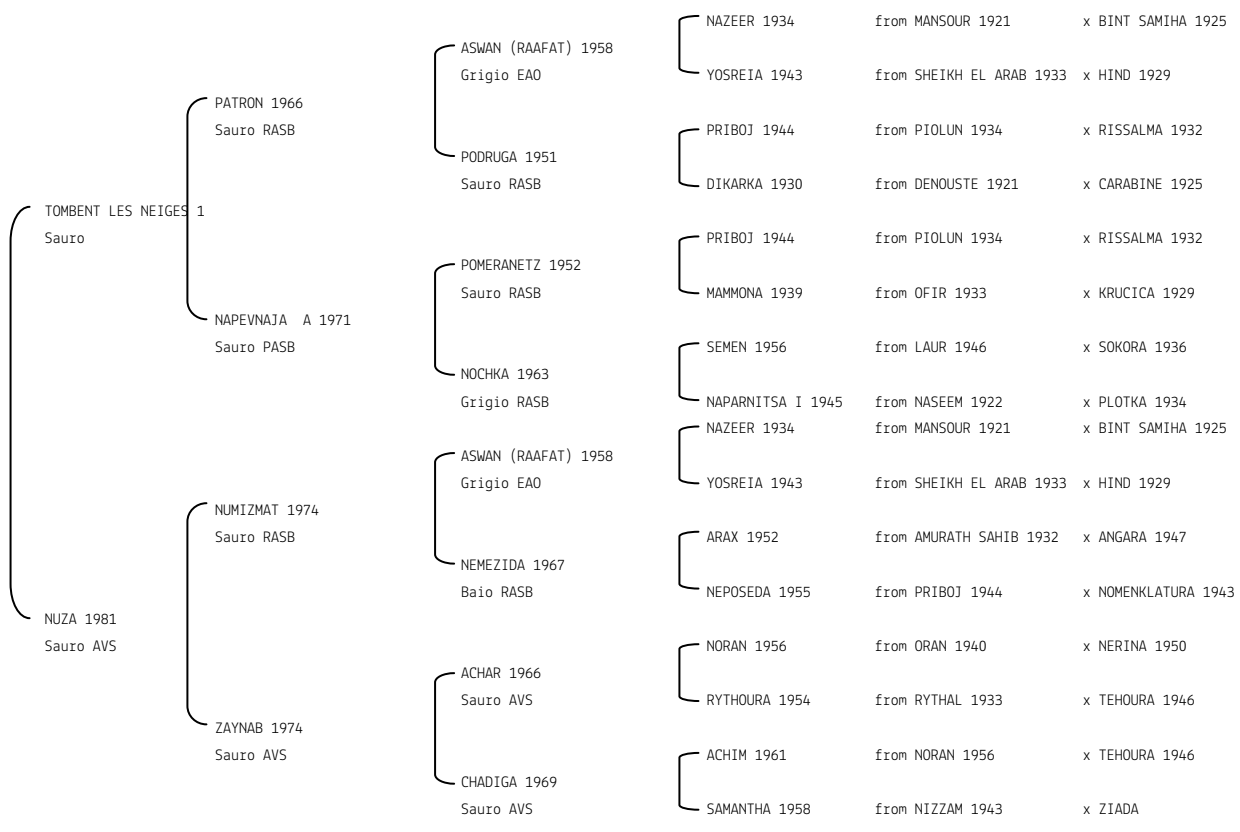 NAZEER 1934 from MANSOUR 1921 x BINT SAMIHA 1925
ASWAN (RAAFAT) 1958
Grigio EAO YOSREIA 1943 from SHEIKH EL ARAB 1933 x HIND 1929
PATRON 1966
Sauro RASB PRIBOJ 1944 from PIOLUN 1934 x RISSALMA 1932
PODRUGA 1951
Sauro RASB DIKARKA 1930 from DENOUSTE 1921 x CARABINE 1925
TOMBENT LES NEIGES 1
Sauro PRIBOJ 1944 from PIOLUN 1934 x RISSALMA 1932
POMERANETZ 1952
Sauro RASB MAMMONA 1939 from OFIR 1933 x KRUCICA 1929
NAPEVNAJA A 1971
Sauro PASB SEMEN 1956 from LAUR 1946 x SOKORA 1936
NOCHKA 1963
Grigio RASB NAPARNITSA I 1945 from NASEEM 1922 x PLOTKA 1934
NAZEER 1934 from MANSOUR 1921 x BINT SAMIHA 1925
ASWAN (RAAFAT) 1958
Grigio EAO YOSREIA 1943 from SHEIKH EL ARAB 1933 x HIND 1929
NUMIZMAT 1974
Sauro RASB ARAX 1952 from AMURATH SAHIB 1932 x ANGARA 1947
NEMEZIDA 1967
Baio RASB NEPOSEDA 1955 from PRIBOJ 1944 x NOMENKLATURA 1943
NUZA 1981
Sauro AVS NORAN 1956 from ORAN 1940 x NERINA 1950
ACHAR 1966
Sauro AVS RYTHOURA 1954 from RYTHAL 1933 x TEHOURA 1946
ZAYNAB 1974
Sauro AVS ACHIM 1961 from NORAN 1956 x TEHOURA 1946
CHADIGA 1969
Sauro AVS SAMANTHA 1958 from NIZZAM 1943 x ZIADA